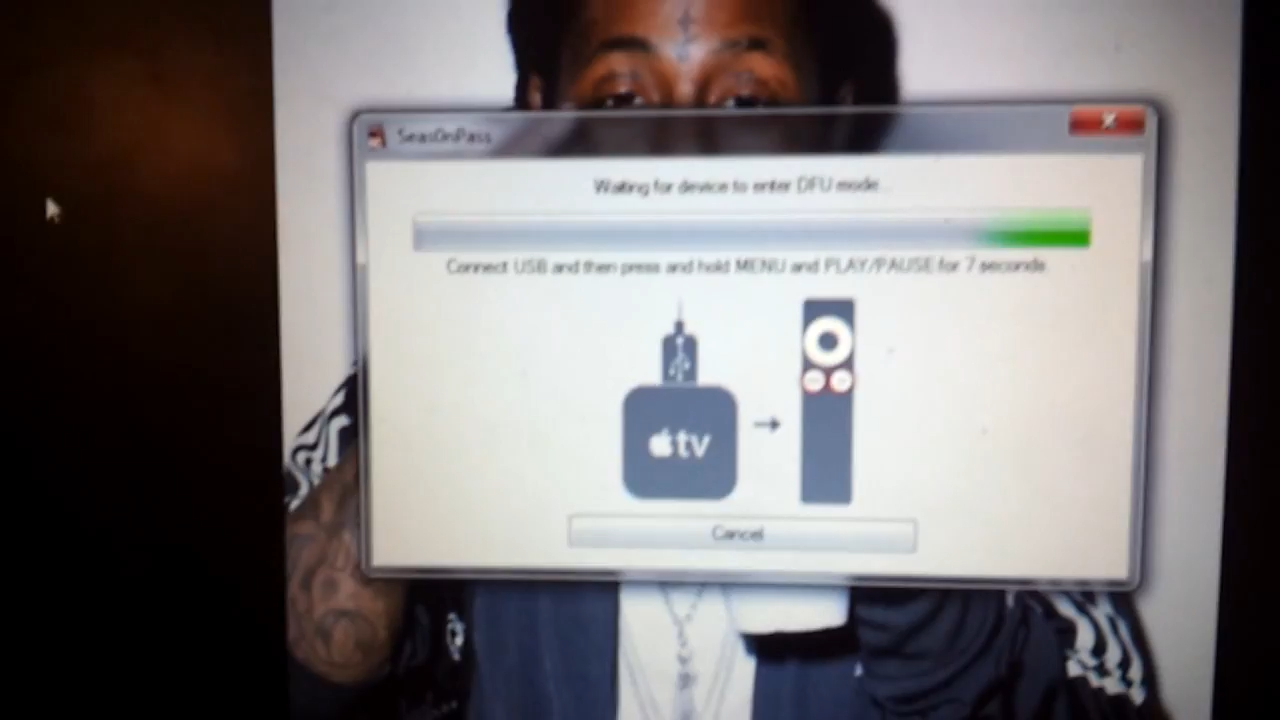 SeasOnPass
Waiting for device to enter DFU mode...
Connect USB and then press and hold MENU and PLAY/PAUSE for 7 seconds.
tv
Cancel